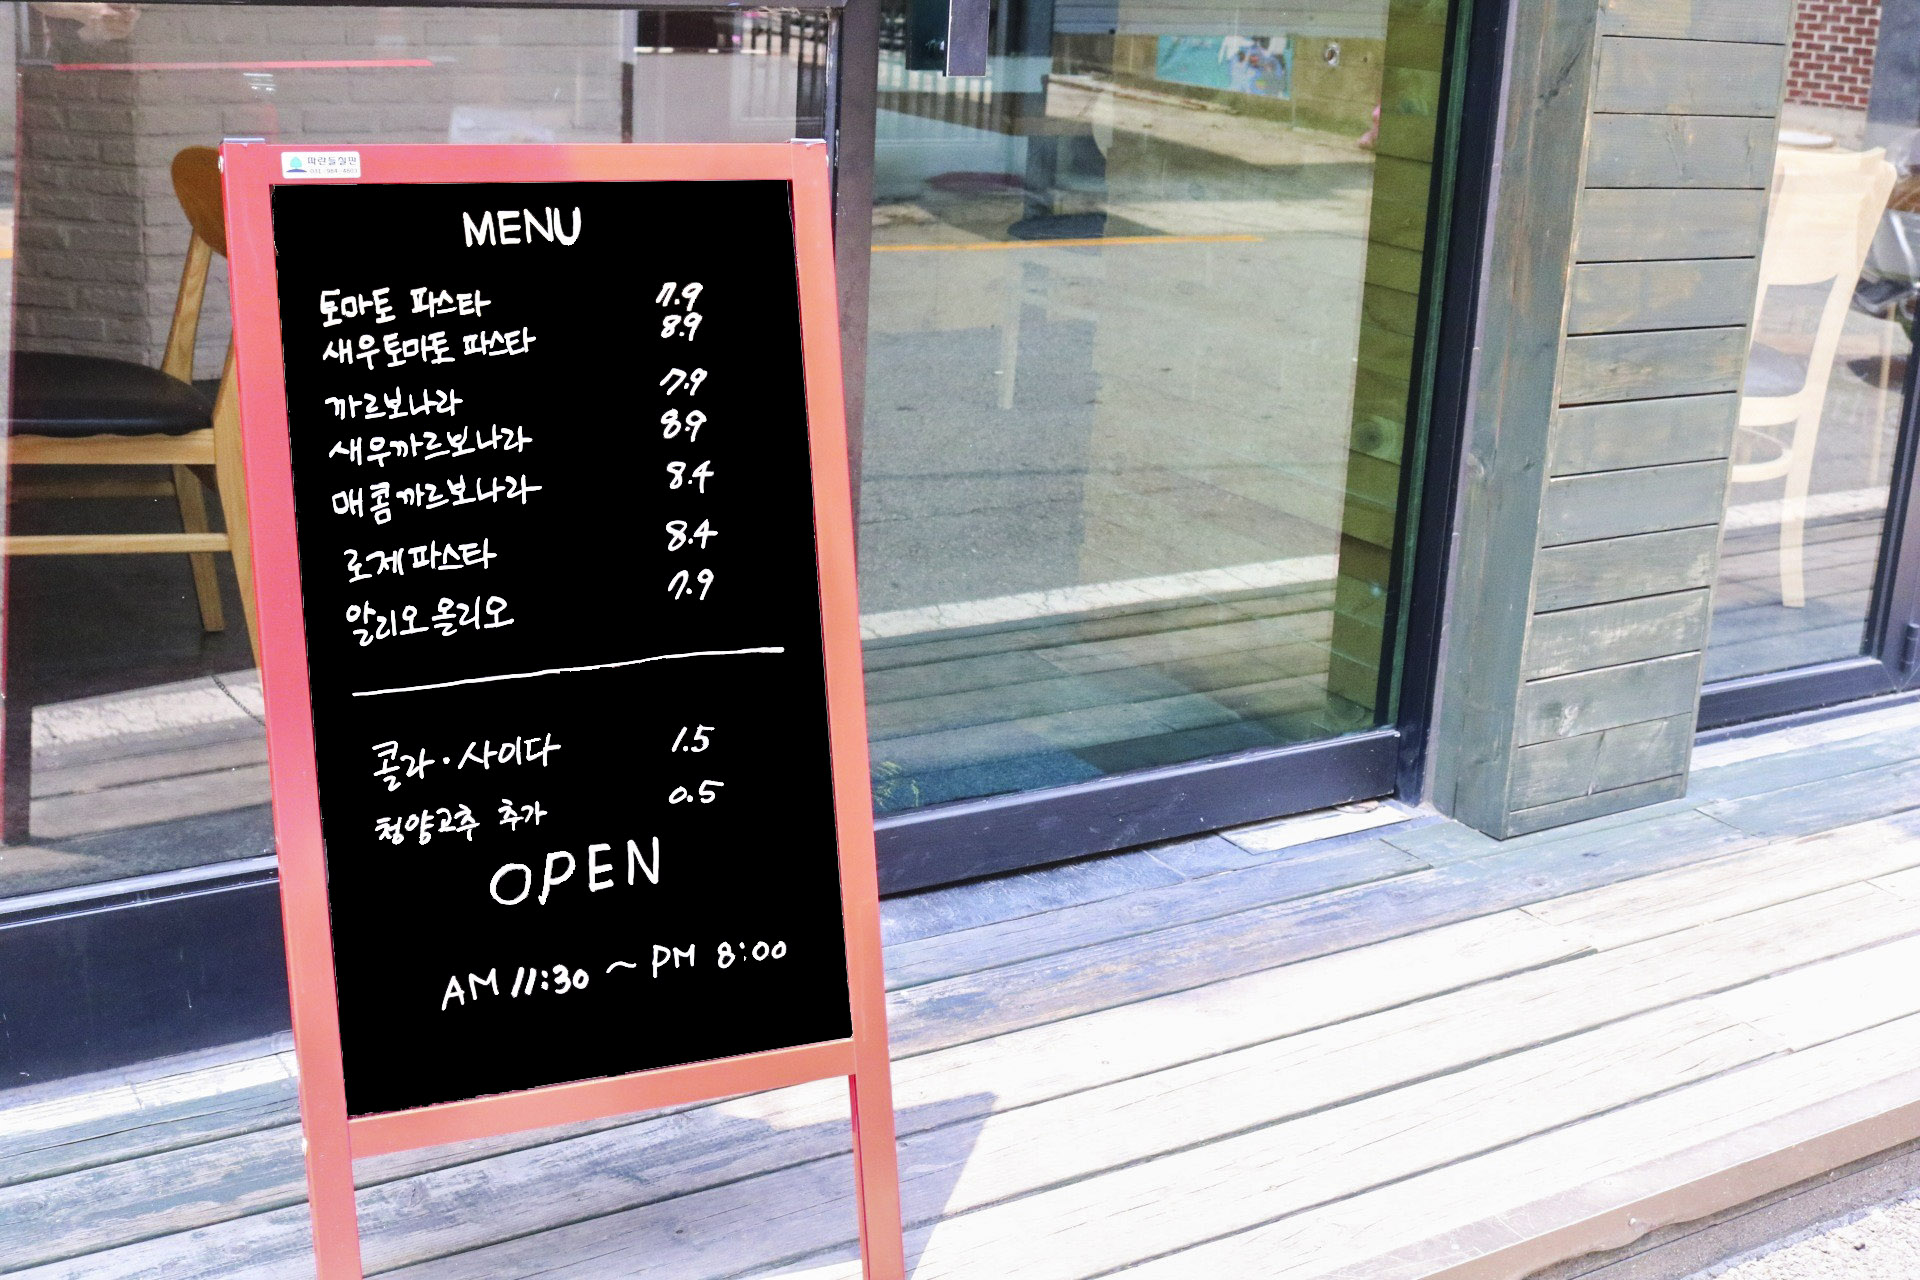 파란들실판
031-984-4603
MENU
토마토 파스타 7.9
새우토마토 파스타 8.9
까르보나라 7.9
새우까르보나라 8.9
매콤까르보나라 8.4
로제파스타 8.4
알리오올리오 7.9
콜라·사이다 1.5
청양고추 추가 0.5
OPEN
AM 11:30 ~ PM 8:00